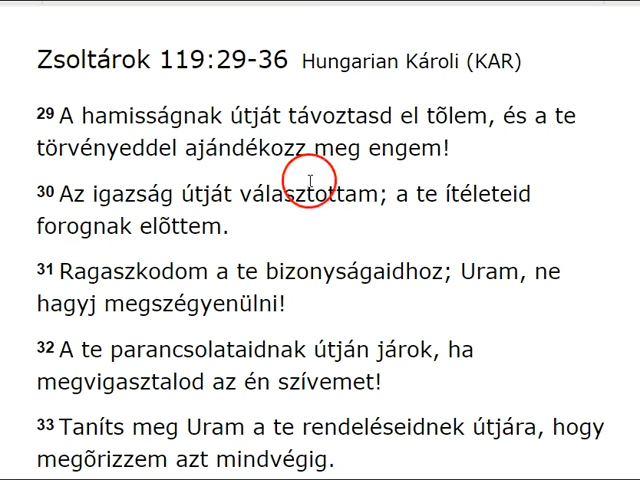 Zsoltárok 119:29-36 Hungarian Károli (KAR)
29 A hamisságnak útját távoztasd el tõlem, és a te
törvényeddel ajándékozz meg engem!
30 Az igazság útját választottam; a te ítéleteid
forognak elõttem.
31 Ragaszkodom a te bizonyságaidhoz; Uram, ne
hagyj megszégyenülni!
32 A te parancsolataidnak útján járok, ha
megvigasztalod az én szívemet!
33 Taníts meg Uram a te rendeléseidnek útjára, hogy
megõrizzem azt mindvégig.